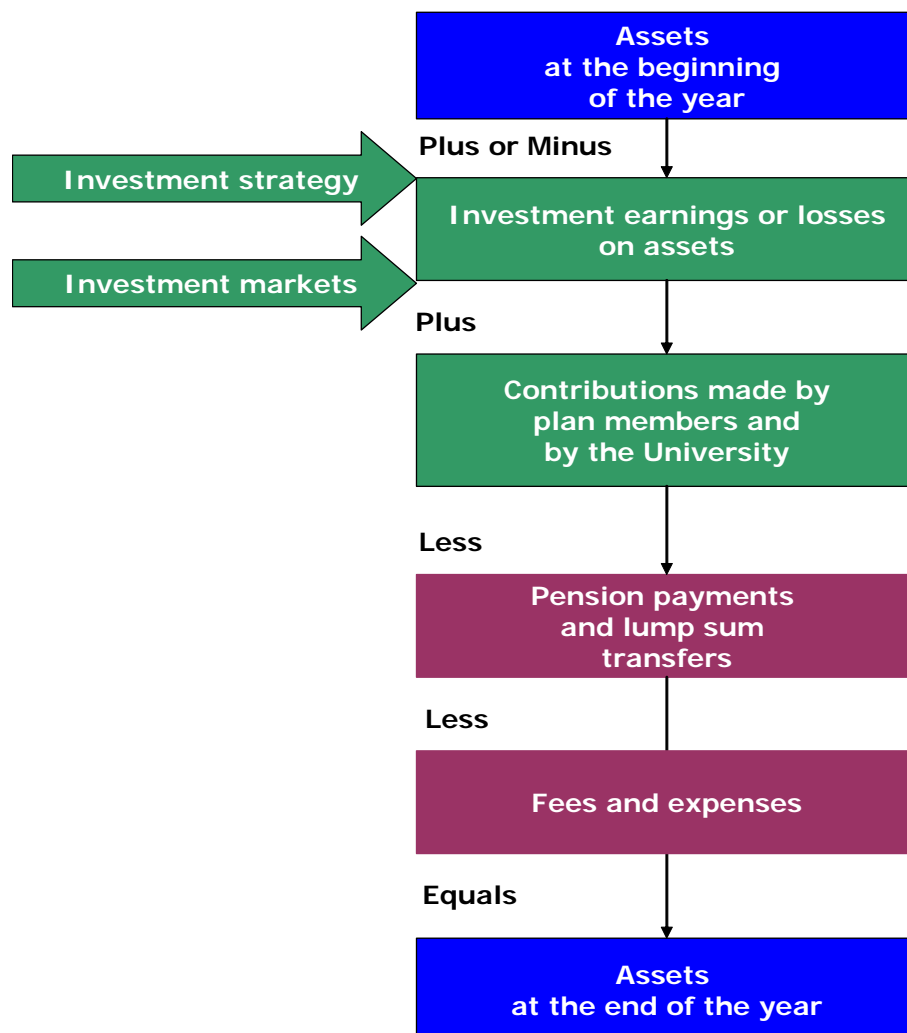 Assets
at the beginning
of the year
Plus or Minus
Investment strategy
Investment earnings or losses
on assets
Investment markets
Plus
Contributions made by
plan members and
by the University
Less
Pension payments
and lump sum
transfers
Less
Fees and expenses
Equals
Assets
at the end of the year